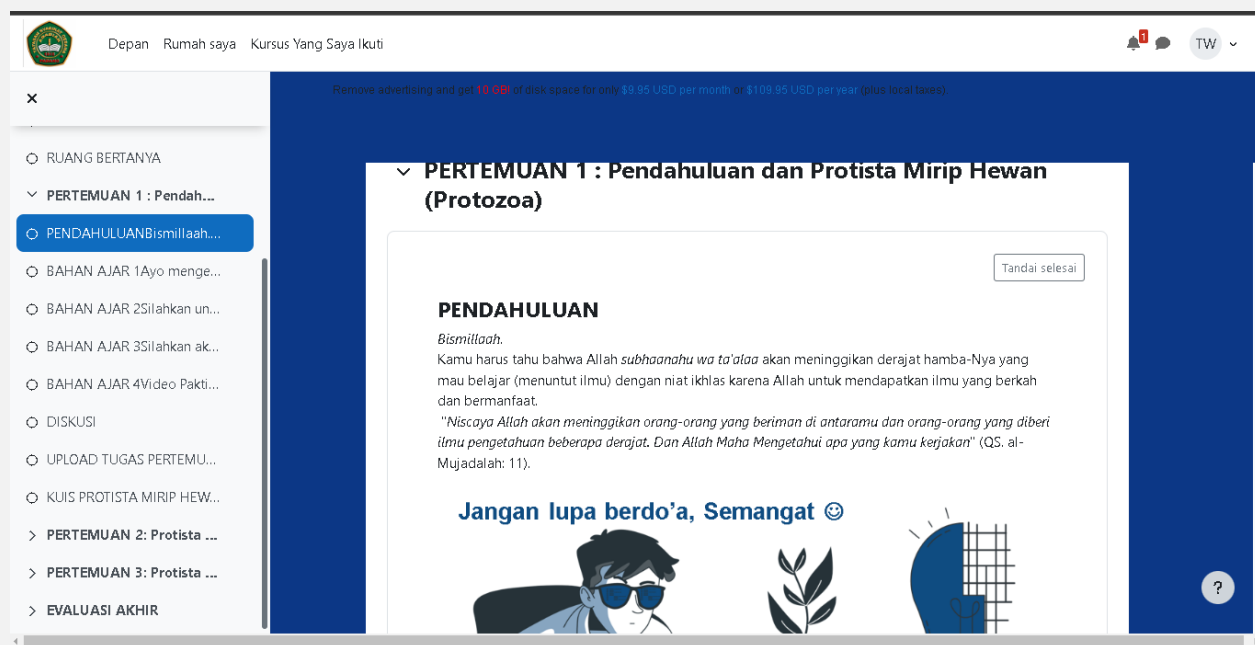 Depan Rumah saya Kursus Yang Saya Ikuti
1
TW
Remove advertising and get 10 GB! of disk space for only $9.95 USD per month or $109.95 USD per year (plus local taxes).
RUANG BERTANYA
PERTEMUAN 1 : Pendah...
PENDAHULUANBismillaah....
BAHAN AJAR 1Ayo menge...
BAHAN AJAR 2Silahkan un...
BAHAN AJAR 3Silahkan ak...
BAHAN AJAR 4Video Pakti...
DISKUSI
UPLOAD TUGAS PERTEMU...
KUIS PROTISTA MIRIP HEW...
PERTEMUAN 2: Protista ...
PERTEMUAN 3: Protista ...
EVALUASI AKHIR
PERTEMUAN 1 : Pendahuluan dan Protista Mirip Hewan
(Protozoa)
Tandai selesai
PENDAHULUAN
Bismillaah.
Kamu harus tahu bahwa Allah subhaanahu wa ta'alaa akan meninggikan derajat hamba-Nya yang
mau belajar (menuntut ilmu) dengan niat ikhlas karena Allah untuk mendapatkan ilmu yang berkah
dan bermanfaat.
"Niscaya Allah akan meninggikan orang-orang yang beriman di antaramu dan orang-orang yang diberi
ilmu pengetahuan beberapa derajat. Dan Allah Maha Mengetahui apa yang kamu kerjakan" (QS. al-
Mujadalah: 11).
Jangan lupa berdo'a, Semangat ☺
?